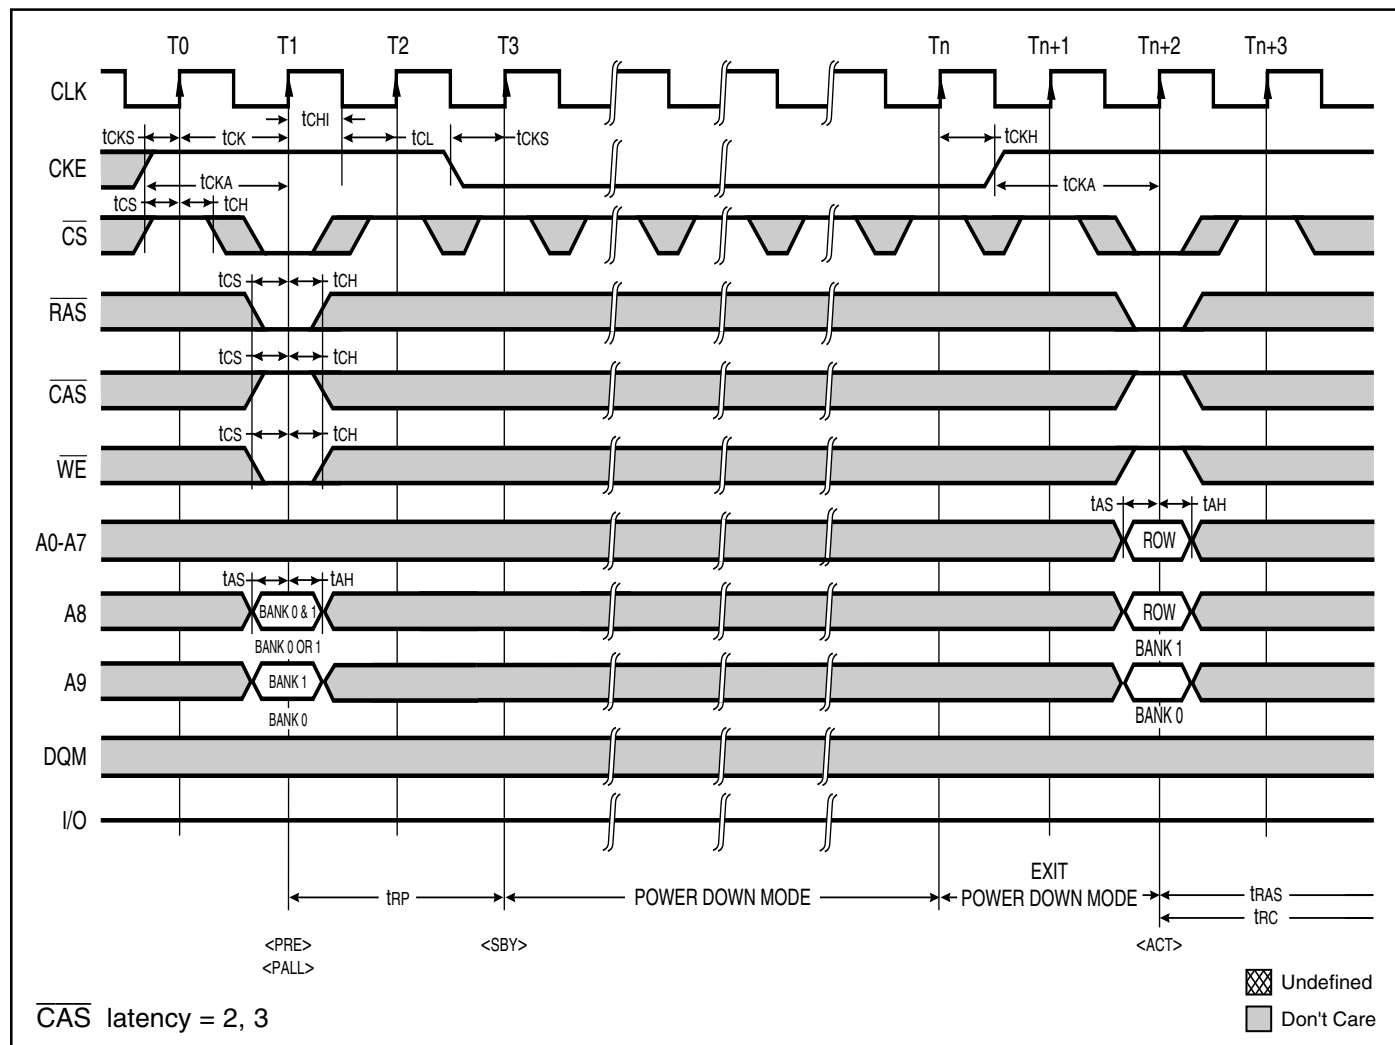 T0 T1 T2 T3 Tn Tn+1 Tn+2 Tn+3
CLK
tCHI
tCKS tCK tCL tCKS tCKH
CKE
tCKA tCKA
tCS tCH
CS
tCS tCH
RAS
tCS tCH
CAS
tCS tCH
WE
tAS tAH
A0-A7 ROW
tAS tAH
A8 BANK 0 & 1 ROW
BANK 0 OR 1 BANK 1
A9 BANK 1
BANK 0 BANK 0
DQM
I/O
EXIT
tRP POWER DOWN MODE POWER DOWN MODE tRAS
tRC
<PRE> <SBY> <ACT>
<PALL>
Undefined
CAS latency = 2, 3 Don't Care